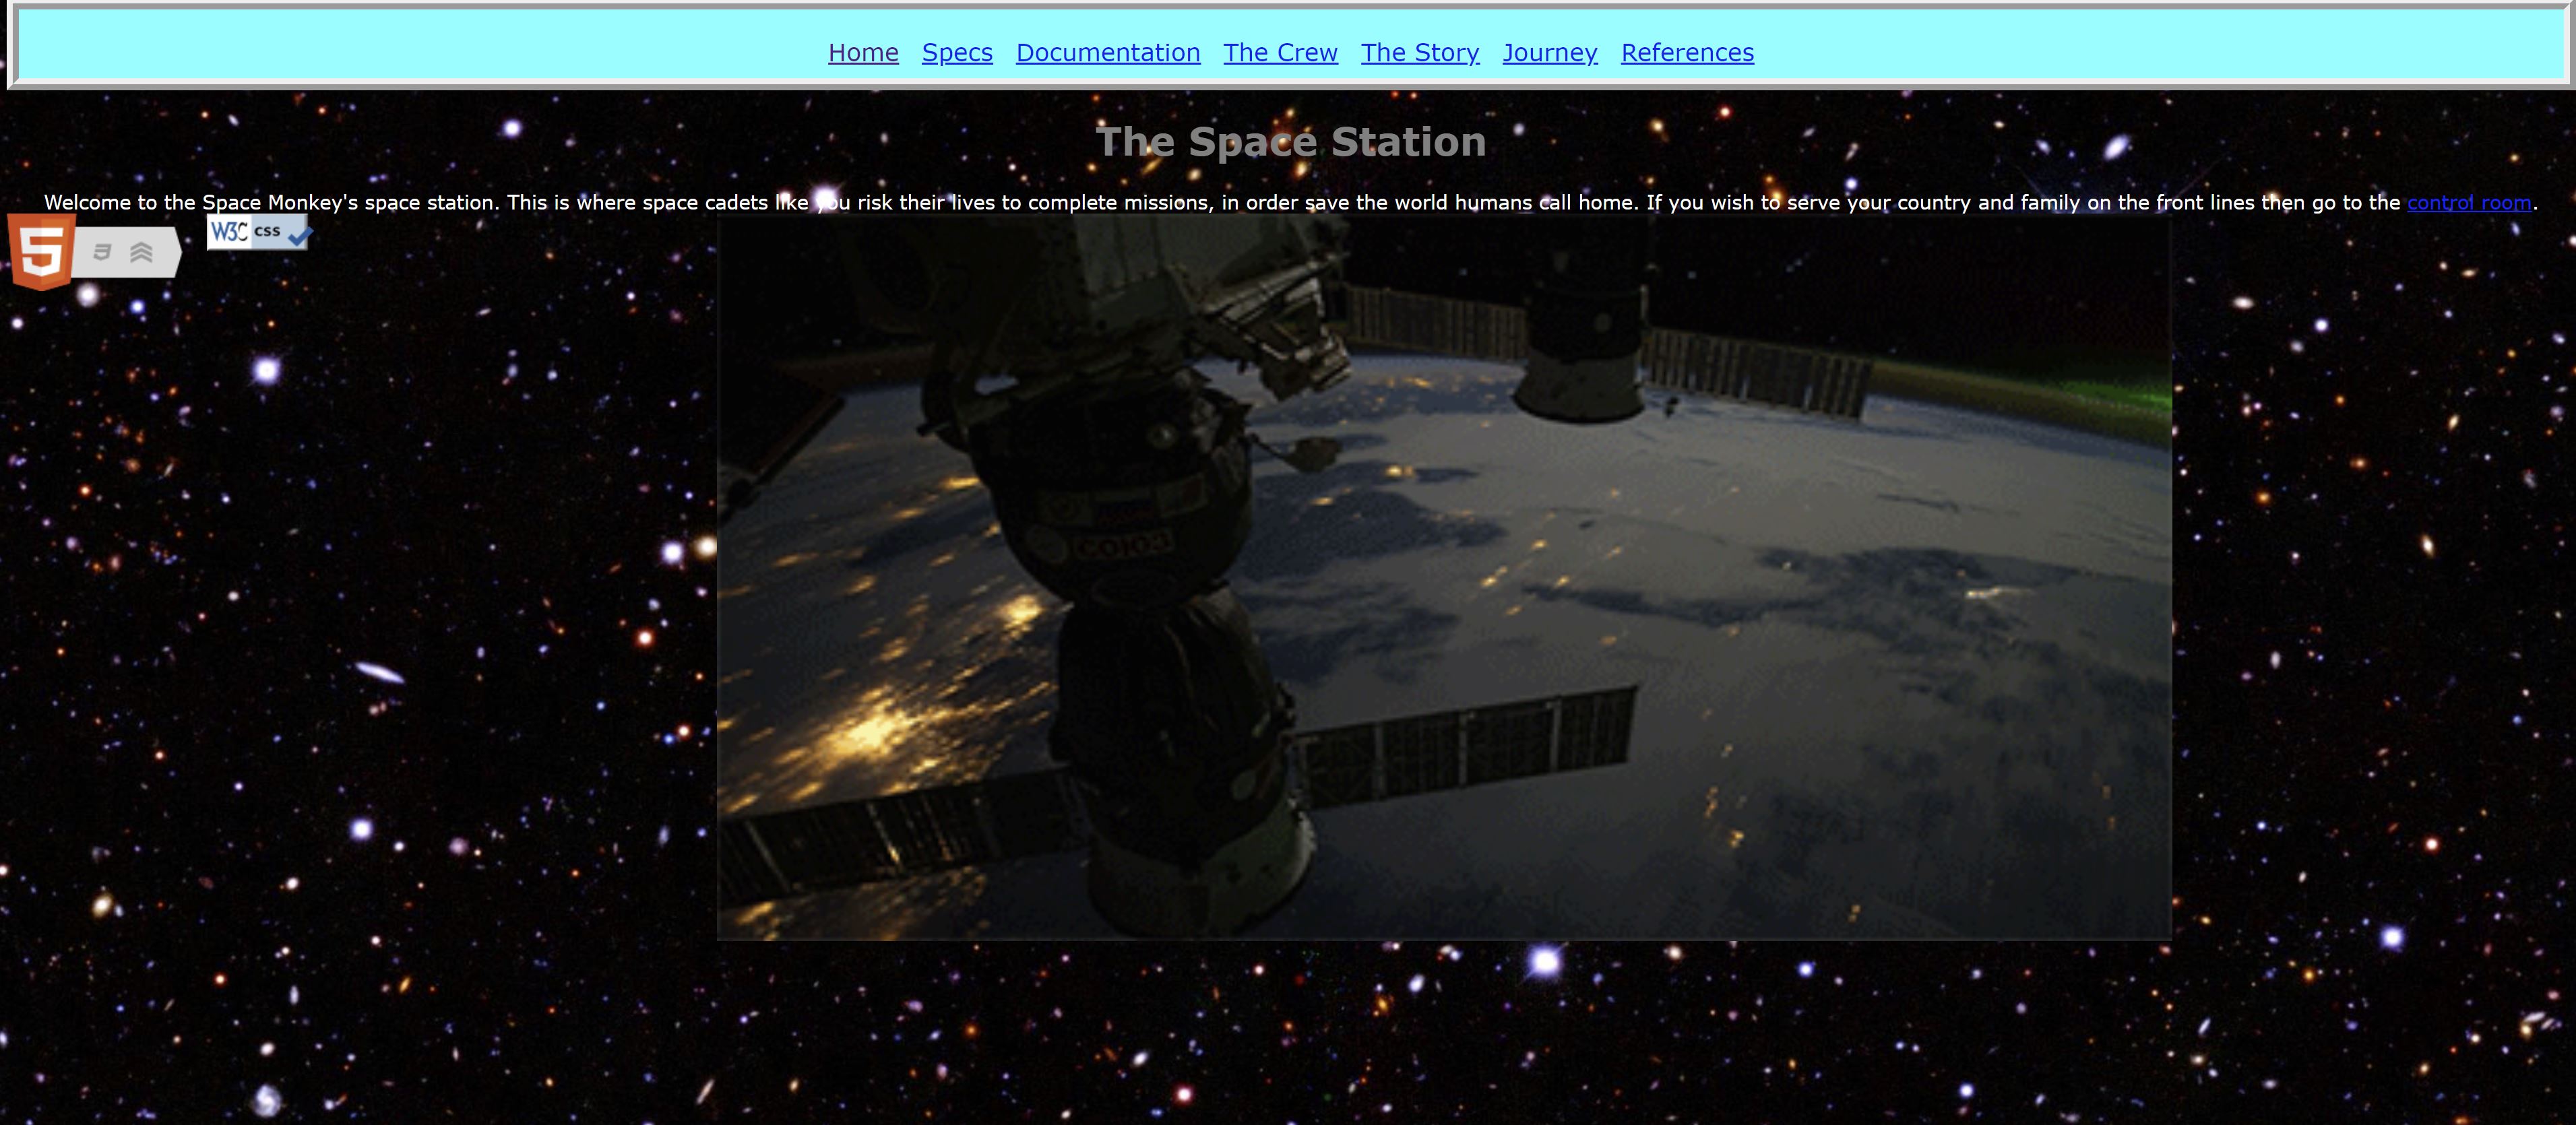 Home Specs Documentation The Crew The Story Journey References
The Space Station
Welcome to the Space Monkey's space station. This is where space cadets like you risk their lives to complete missions, in order save the world humans call home. If you wish to serve your country and family on the front lines then go to the control room.
5 3
W3C css
СОЮЗ